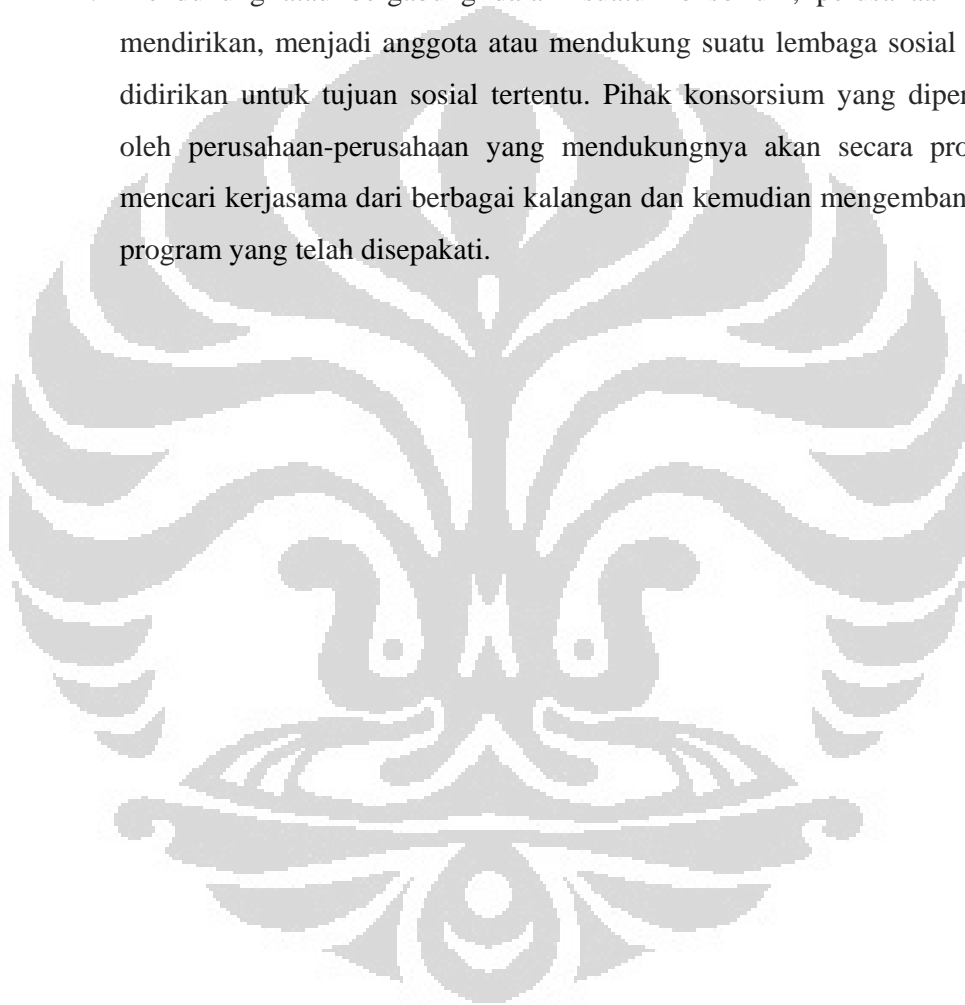 mendirikan, menjadi anggota atau mendukung suatu lembaga sosial
didirikan untuk tujuan sosial tertentu. Pihak konsorsium yang
oleh perusahaan-perusahaan yang mendukungnya akan secara
mencari kerjasama dari berbagai kalangan dan kemudian
program yang telah disepakati.